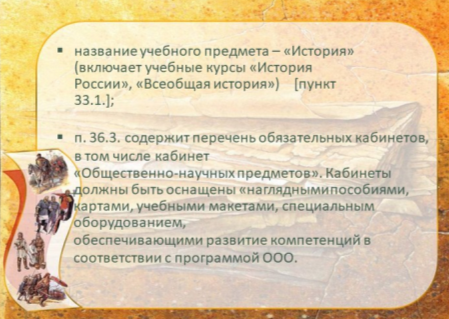 ▪ название учебного предмета – «История»
(включает учебные курсы «История
России», «Всеобщая история») [пункт
33.1.];
▪ п. 36.3. содержит перечень обязательных кабинетов,
в том числе кабинет
«Общественно-научных предметов». Кабинеты
должны быть оснащены «нагляднымипособиями,
картами, учебными макетами, специальным
оборудованием,
обеспечивающими развитие компетенций в
соответствии с программой ООО.